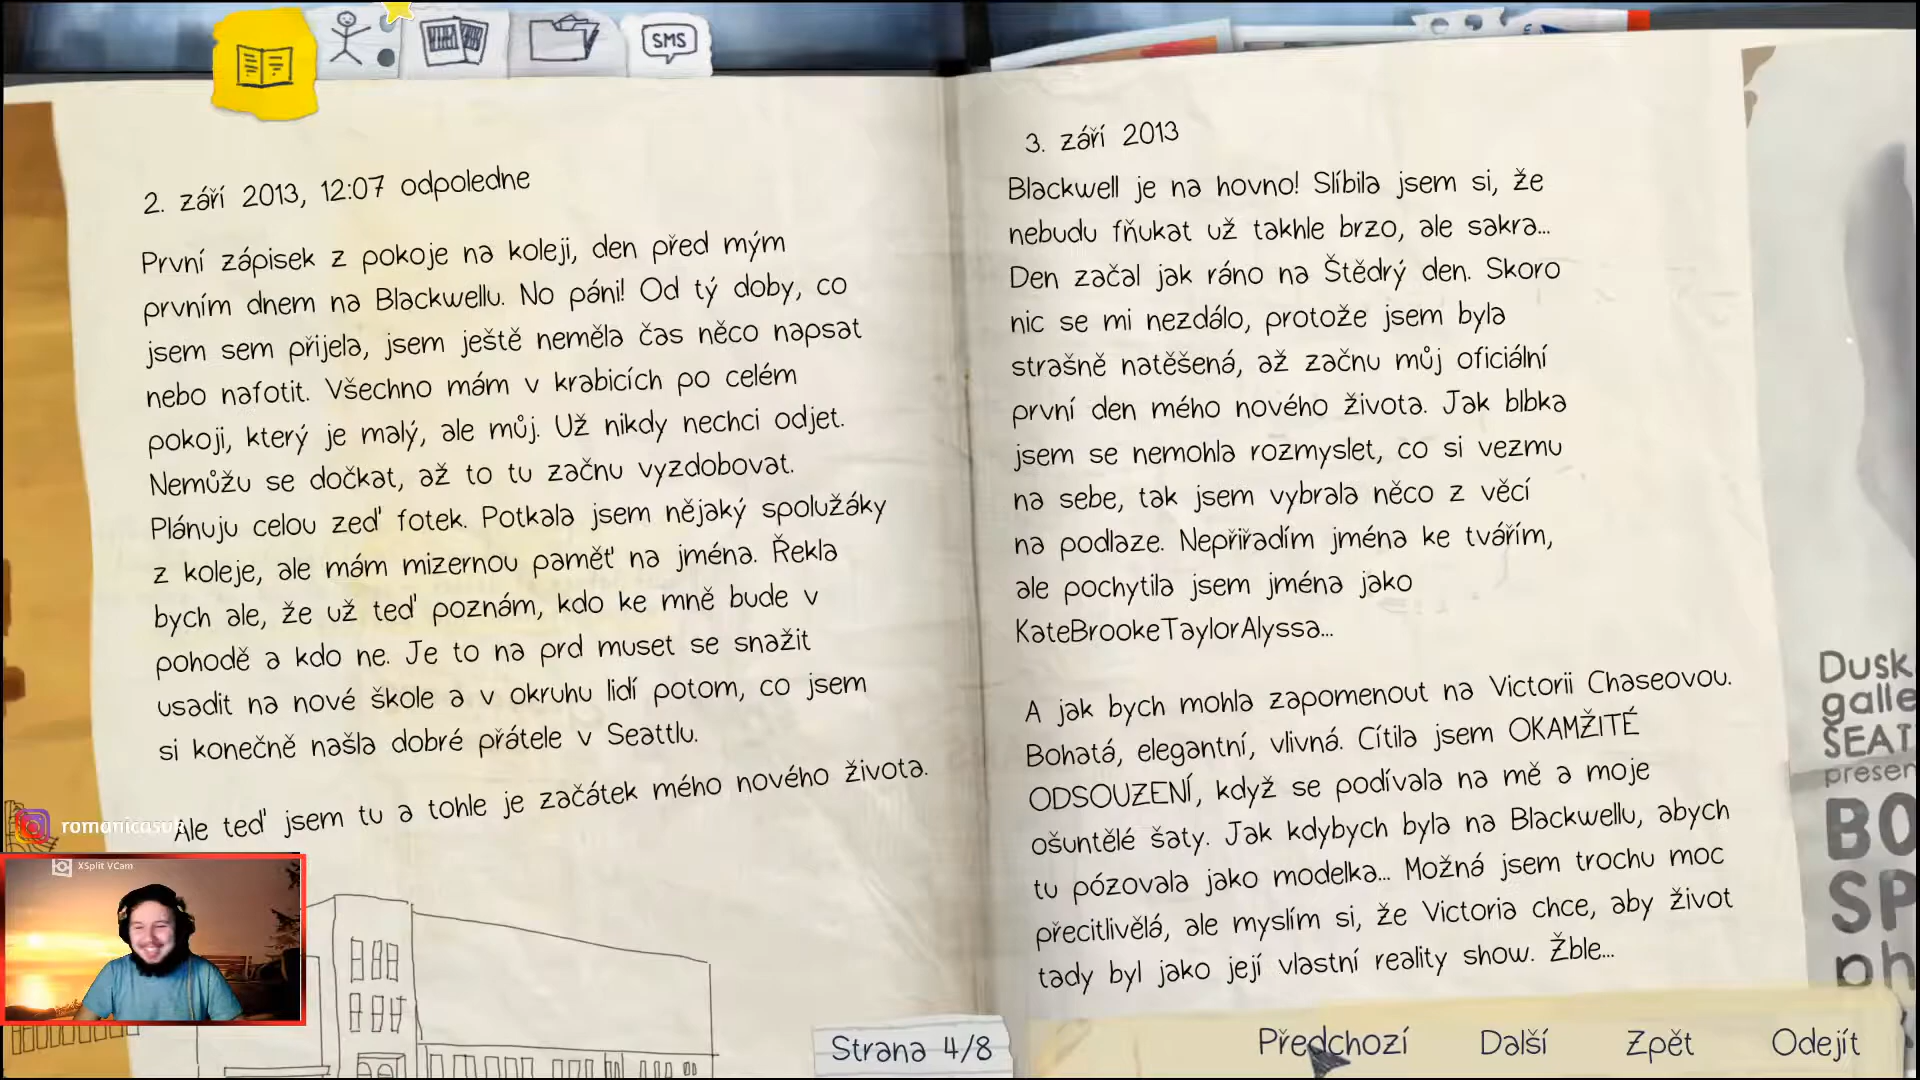 SMS
2. září 2013, 12:07 odpoledne
První zápisek z pokoje na koleji, den před mým
prvním dnem na Blackwellu. No páni! Od tý doby, co
jsem sem přijela, jsem ještě neměla čas něco napsat
nebo nafotit. Všechno mám v krabicích po celém
pokoji, který je malý, ale můj. Už nikdy nechci odjet.
Nemůžu se dočkat, až to tu začnu vyzdobovat.
Plánuju celou zeď fotek. Potkala jsem nějaký spolužáky
z koleje, ale mám mizernou paměť na jména. Řekla
bych ale, že už teď poznám, kdo ke mně bude v
pohodě a kdo ne. Je to na prd muset se snažit
usadit na nové škole a v okruhu lidí potom, co jsem
si konečně našla dobré přátele v Seattlu.
Ale teď jsem tu a tohle je začátek mého nového života.
3. září 2013
Blackwell je na hovno! Slíbila jsem si, že
nebudu fňukat už takhle brzo, ale sakra...
Den začal jak ráno na Štědrý den. Skoro
nic se mi nezdálo, protože jsem byla
strašně natěšená, až začnu můj oficiální
první den mého nového života. Jak blbka
jsem se nemohla rozmyslet, co si vezmu
na sebe, tak jsem vybrala něco z věcí
na podlaze. Nepřiřadím jména ke tvářím,
ale pochytila jsem jména jako
KateBrookeTaylorAlyssa...
A jak bych mohla zapomenout na Victorii Chaseovou.
Bohatá, elegantní, vlivná. Cítila jsem OKAMŽITÉ
ODSOUZENÍ, když se podívala na mě a moje
ošuntělé šaty. Jak kdybych byla na Blackwellu, abych
tu pózovala jako modelka... Možná jsem trochu moc
přecitlivělá, ale myslím si, že Victoria chce, aby život
tady byl jako její vlastní reality show. Žble...
Dusk
galle
SEAT
presen
BO
SP
ph
romanicasuk
XSplit VCam
Strana 4/8
Předchozí
Další
Zpět
Odejít